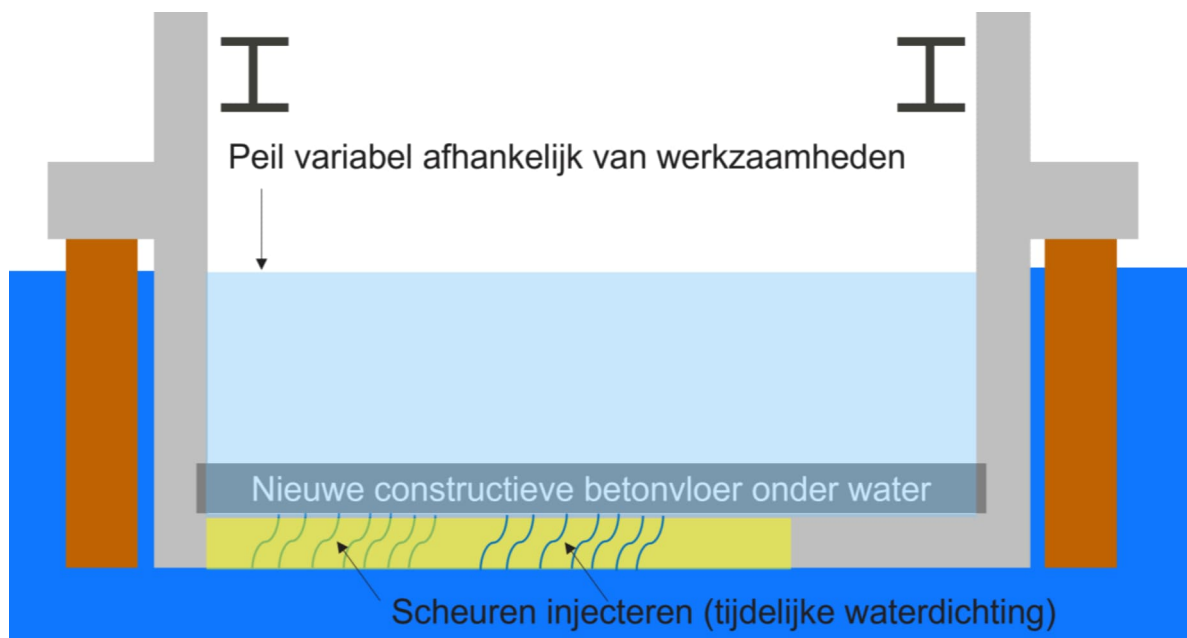 Peil variabel afhankelijk van werkzaamheden
Nieuwe constructieve betonvloer onder water
Scheuren injecteren (tijdelijke waterdichting)